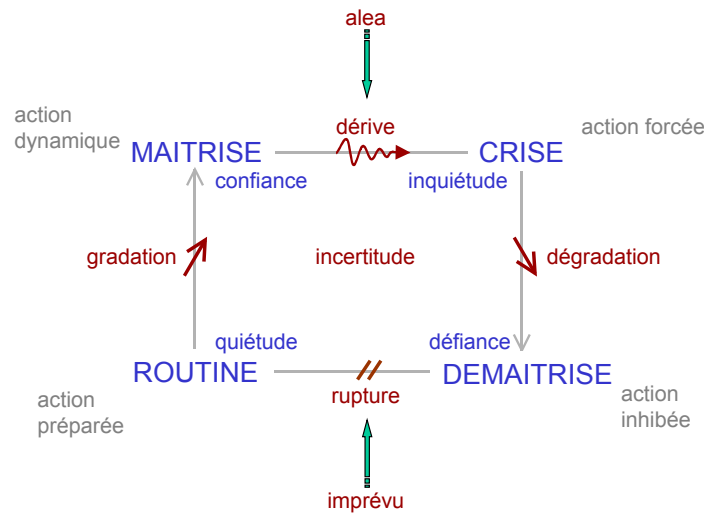 alea
action
dynamique
dérive
action forcée
MAITRISE
CRISE
confiance
inquiétude
gradation
incertitude
dégradation
quiétude
défiance
ROUTINE
DEMAITRISE
action
préparée
rupture
action
inhibée
imprévu